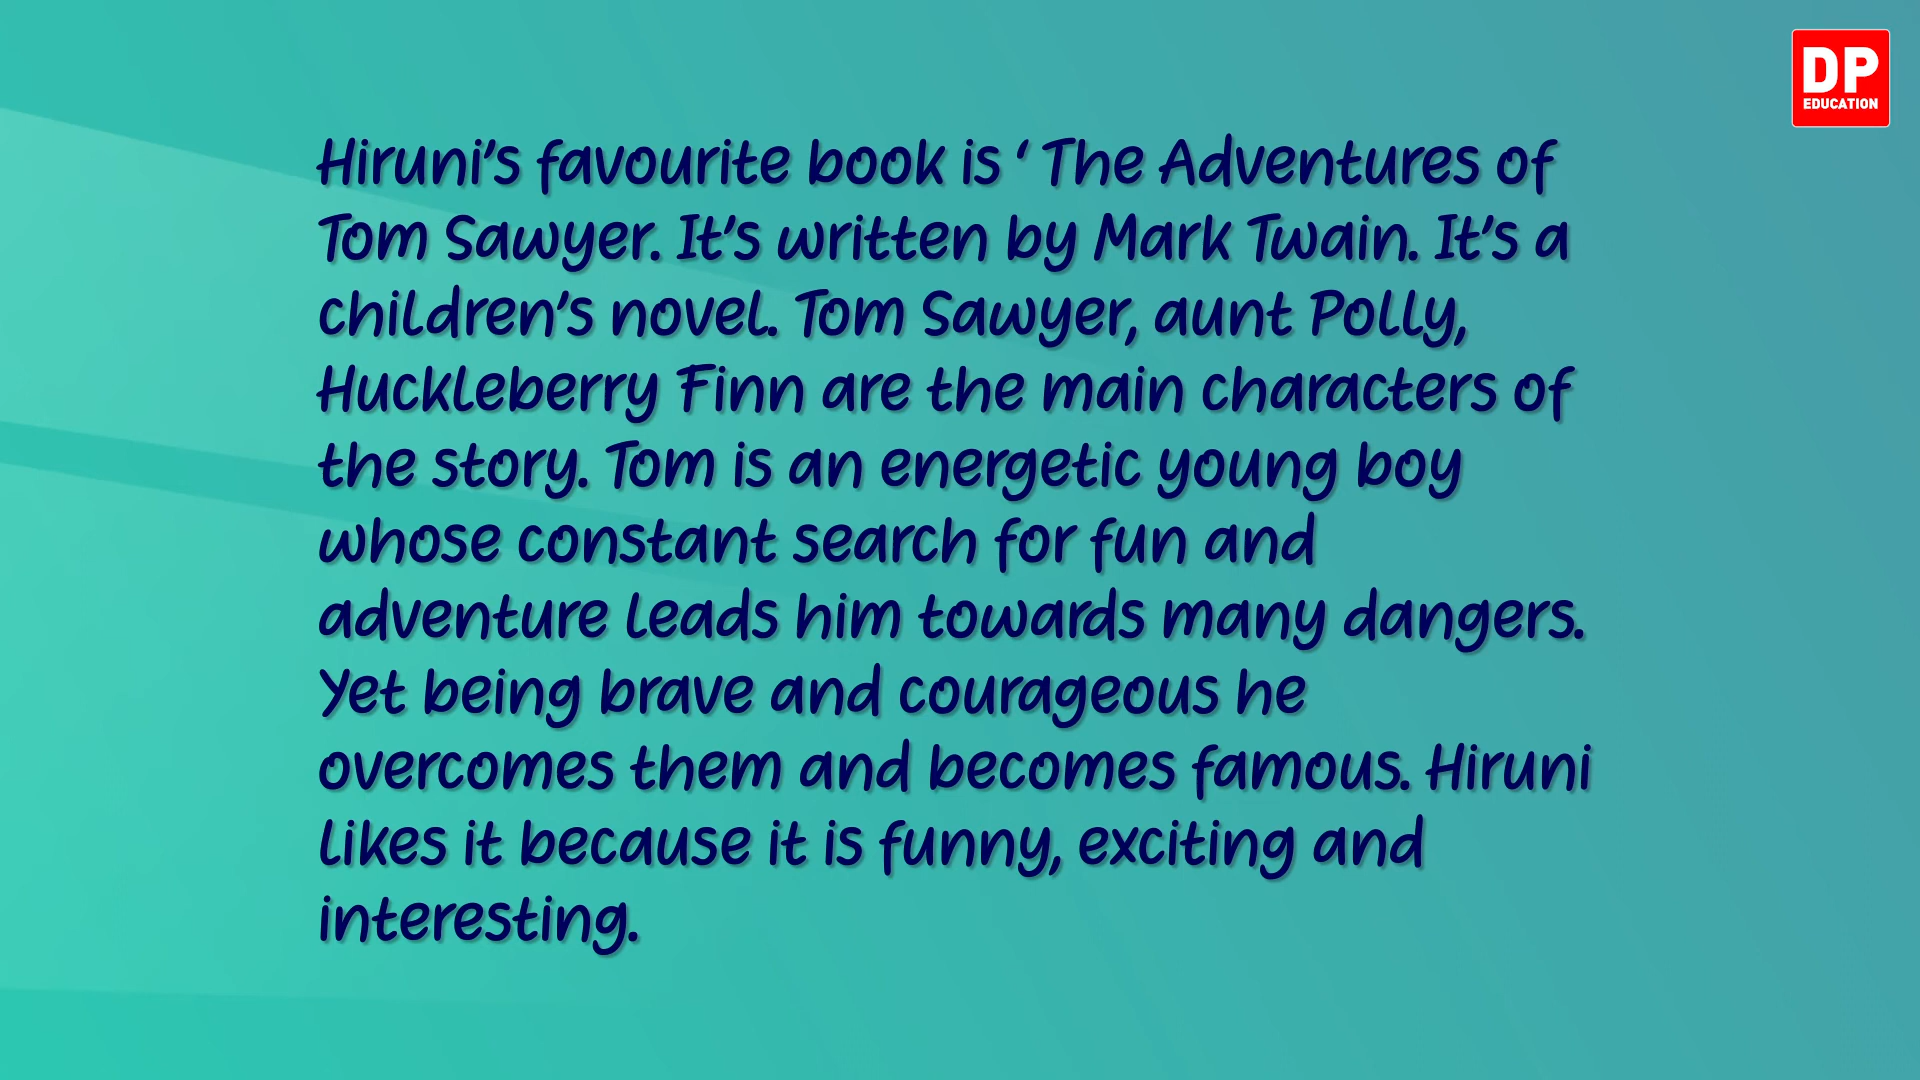 DP
EDUCATION
Hiruni’s favourite book is ‘ The Adventures of
Tom Sawyer. It’s written by Mark Twain. It’s a
children’s novel. Tom Sawyer, aunt Polly,
Huckleberry Finn are the main characters of
the story. Tom is an energetic young boy
whose constant search for fun and
adventure leads him towards many dangers.
Yet being brave and courageous he
overcomes them and becomes famous. Hiruni
likes it because it is funny, exciting and
interesting.